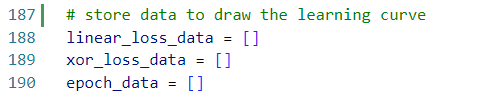 187 # store data to draw the learning curve
188 linear_loss_data = []
189 xor_loss_data = []
190 epoch_data = []